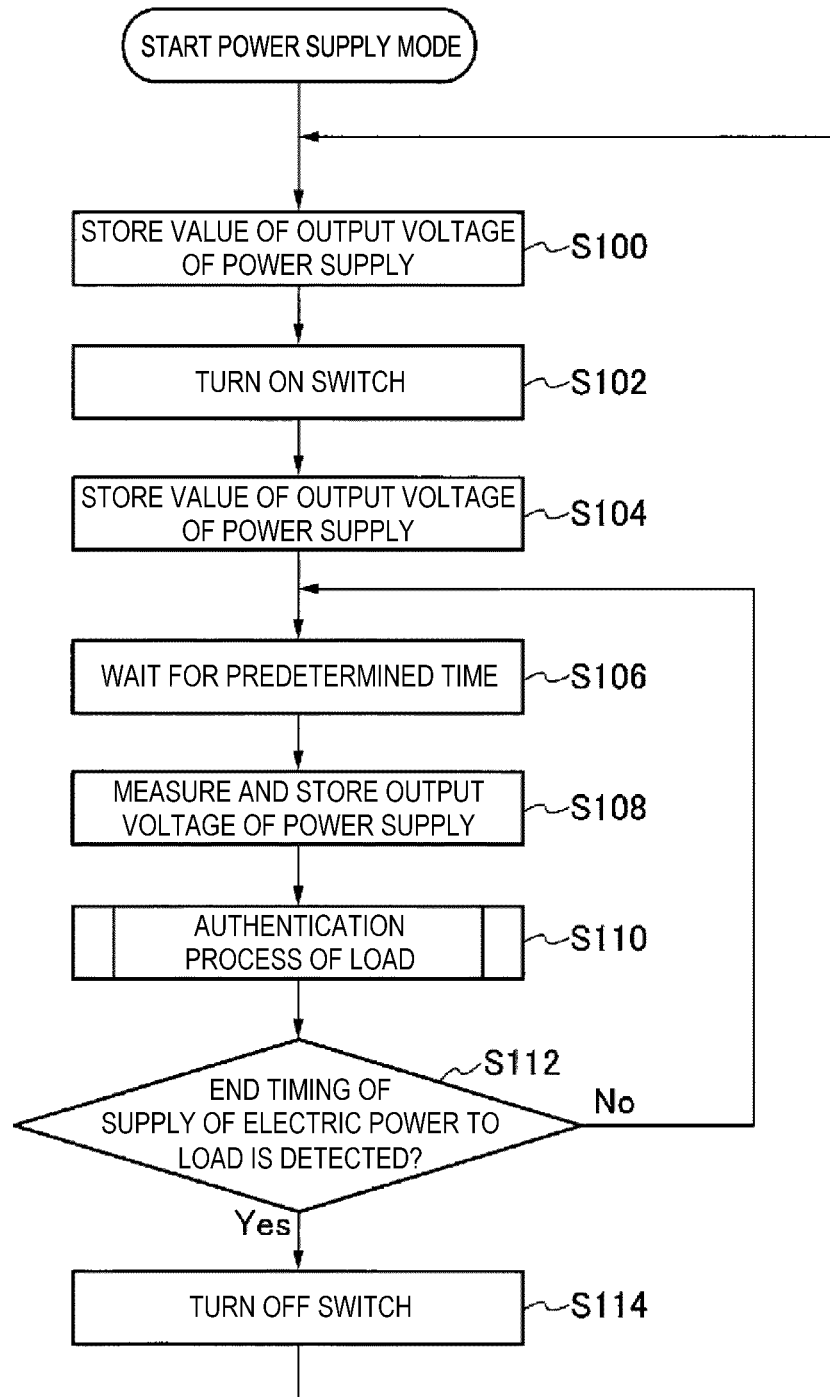 START POWER SUPPLY MODE
STORE VALUE OF OUTPUT VOLTAGE
OF POWER SUPPLY
S100
TURN ON SWITCH
S102
STORE VALUE OF OUTPUT VOLTAGE
OF POWER SUPPLY
S104
WAIT FOR PREDETERMINED TIME
S106
MEASURE AND STORE OUTPUT
VOLTAGE OF POWER SUPPLY
S108
AUTHENTICATION
PROCESS OF LOAD
S110
S112
END TIMING OF
SUPPLY OF ELECTRIC POWER TO
LOAD IS DETECTED?
No
Yes
TURN OFF SWITCH
S114